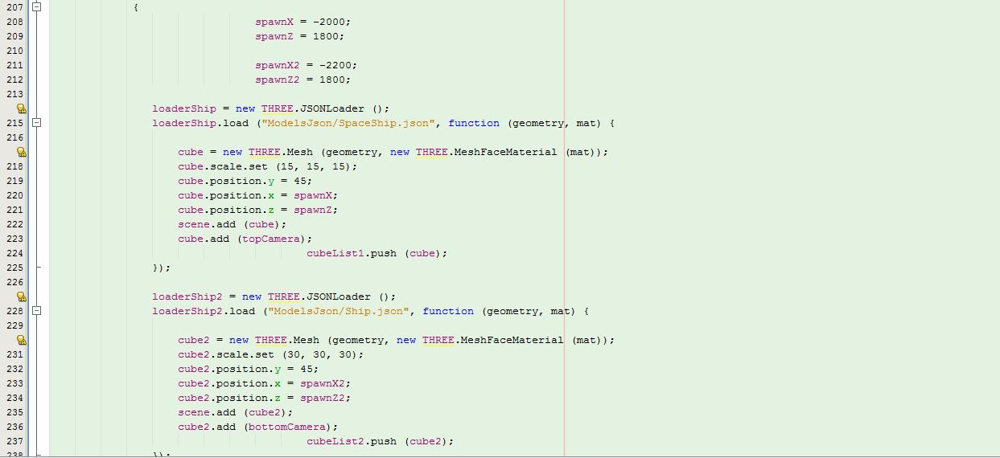 207 {
208 spawnX = -2000;
209 spawnZ = 1800;
210
211 spawnX2 = -2200;
212 spawnZ2 = 1800;
213
loaderShip = new THREE.JSONLoader ();
215 loaderShip.load ("ModelsJson/SpaceShip.json", function (geometry, mat) {
216
cube = new THREE.Mesh (geometry, new THREE.MeshFaceMaterial (mat));
218 cube.scale.set (15, 15, 15);
219 cube.position.y = 45;
220 cube.position.x = spawnX;
221 cube.position.z = spawnZ;
222 scene.add (cube);
223 cube.add (topCamera);
224 cubeList1.push (cube);
225 });
226
loaderShip2 = new THREE.JSONLoader ();
228 loaderShip2.load ("ModelsJson/Ship.json", function (geometry, mat) {
229
cube2 = new THREE.Mesh (geometry, new THREE.MeshFaceMaterial (mat));
231 cube2.scale.set (30, 30, 30);
232 cube2.position.y = 45;
233 cube2.position.x = spawnX2;
234 cube2.position.z = spawnZ2;
235 scene.add (cube2);
236 cube2.add (bottomCamera);
237 cubeList2.push (cube2);
238 });